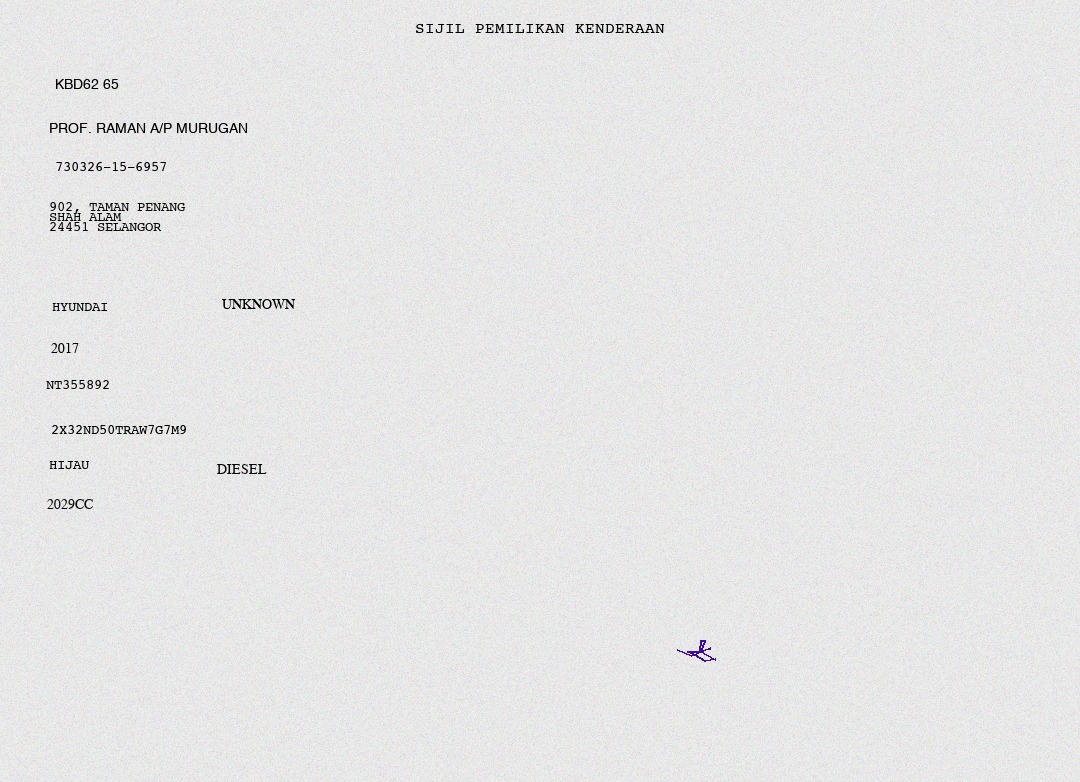 SIJIL PEMILIKAN KENDERAAN
KBD62 65
PROF. RAMAN A/P MURUGAN
730326-15-6957
902, TAMAN PENANG
SHAH ALAM
24451 SELANGOR
HYUNDAI UNKNOWN
2017
NT355892
2X32ND50TRAW7G7M9
HIJAU DIESEL
2029CC